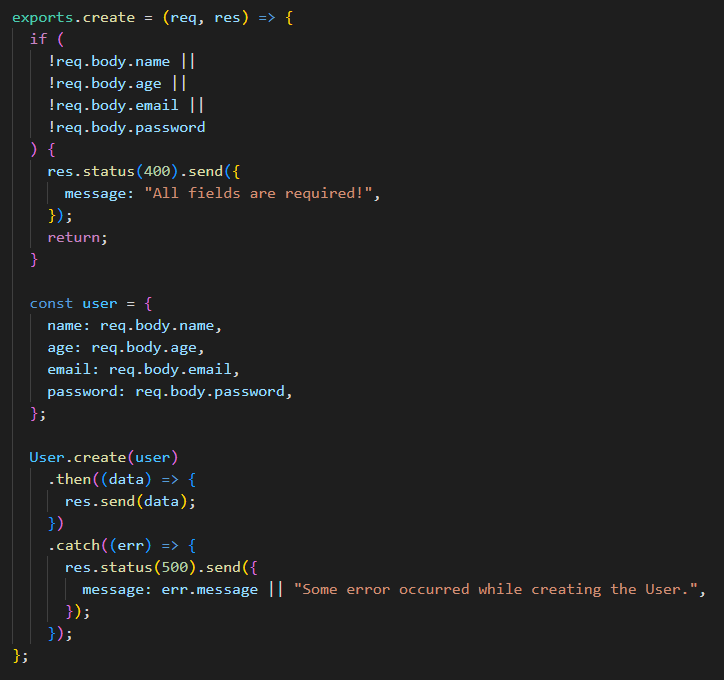 exports.create = (req, res) => {
  if (
    !req.body.name ||
    !req.body.age ||
    !req.body.email ||
    !req.body.password
  ) {
    res.status(400).send({
      message: "All fields are required!",
    });
    return;
  }

  const user = {
    name: req.body.name,
    age: req.body.age,
    email: req.body.email,
    password: req.body.password,
  };

  User.create(user)
    .then((data) => {
      res.send(data);
    })
    .catch((err) => {
      res.status(500).send({
        message: err.message || "Some error occurred while creating the User.",
      });
    });
};